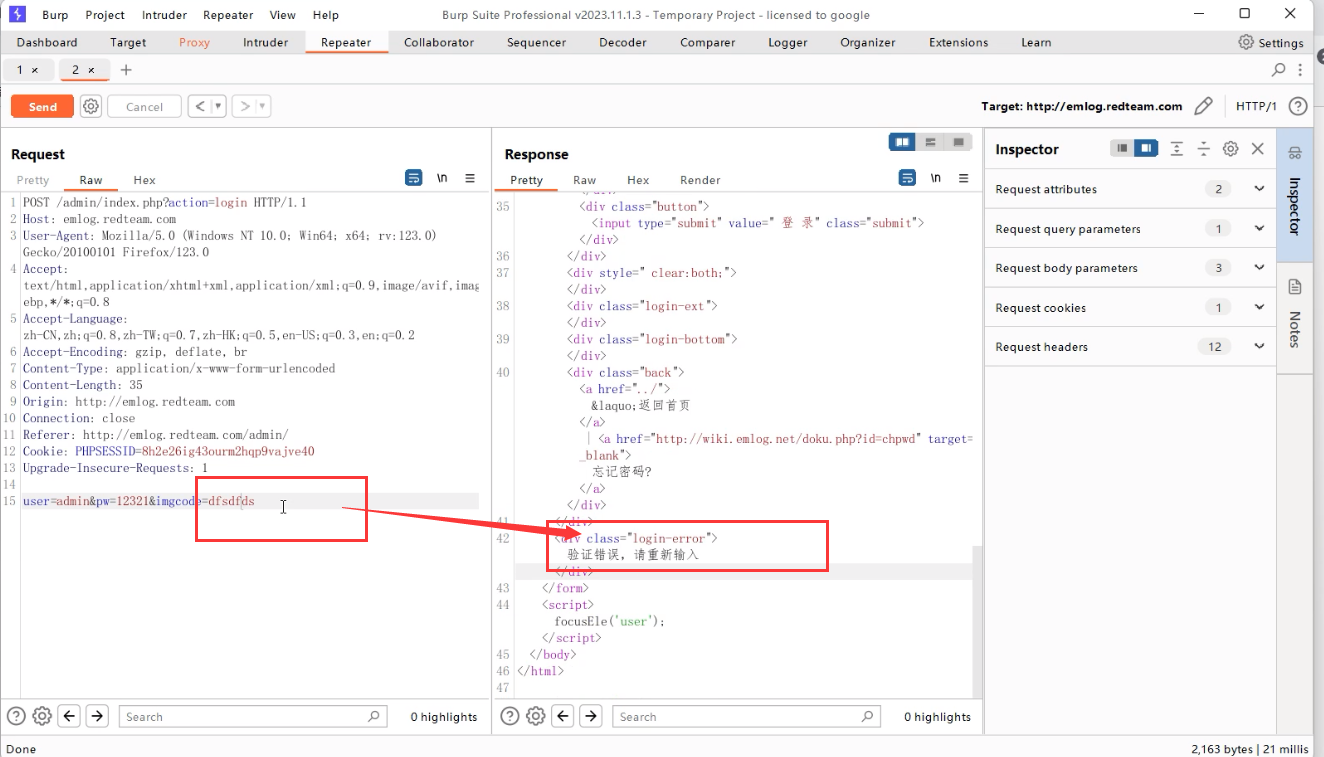 Burp Project Intruder Repeater View Help Burp Suite Professional v2023.11.1.3 - Temporary Project - licensed to google
Dashboard Target Proxy Intruder Repeater Collaborator Sequencer Decoder Comparer Logger Organizer Extensions Learn Settings
1 × 2 × +
Send Cancel < > Target: http://emlog.redteam.com HTTP/1
Request
Pretty Raw Hex \n
1 POST /admin/index.php?action=login HTTP/1.1
2 Host: emlog.redteam.com
3 User-Agent: Mozilla/5.0 (Windows NT 10.0; Win64; x64; rv:123.0)
Gecko/20100101 Firefox/123.0
4 Accept:
text/html,application/xhtml+xml,application/xml;q=0.9,image/avif,imag
ebp,*/*;q=0.8
5 Accept-Language:
zh-CN,zh;q=0.8,zh-TW;q=0.7,zh-HK;q=0.5,en-US;q=0.3,en;q=0.2
6 Accept-Encoding: gzip, deflate, br
7 Content-Type: application/x-www-form-urlencoded
8 Content-Length: 35
9 Origin: http://emlog.redteam.com
10 Connection: close
11 Referer: http://emlog.redteam.com/admin/
12 Cookie: PHPSESSID=8h2e26ig43ourm2hqp9vajve40
13 Upgrade-Insecure-Requests: 1
14
15 user=admin&pw=12321&imgcode=dfsdfds
Search 0 highlights
Response
Pretty Raw Hex Render \n
</div>
35 <div class="button">
<input type="submit" value=" 登 录" class="submit">
</div>
36 </div>
37 <div style=" clear:both;">
</div>
38 <div class="login-ext">
</div>
39 <div class="login-bottom">
</div>
40 <div class="back">
<a href="../">
&laquo;返回首页
</a>
| <a href="http://wiki.emlog.net/doku.php?id=chpwd" target=
_blank">
忘记密码?
</a>
</div>
41 </div>
42 <div class="login-error">
验证错误，请重新输入
</div>
43 </form>
44 <script>
focusEle('user');
</script>
45 </body>
46 </html>
47
Search 0 highlights
Inspector
Request attributes 2
Request query parameters 1
Request body parameters 3
Request cookies 1
Request headers 12
Inspector
Notes
Done 2,163 bytes | 21 millis